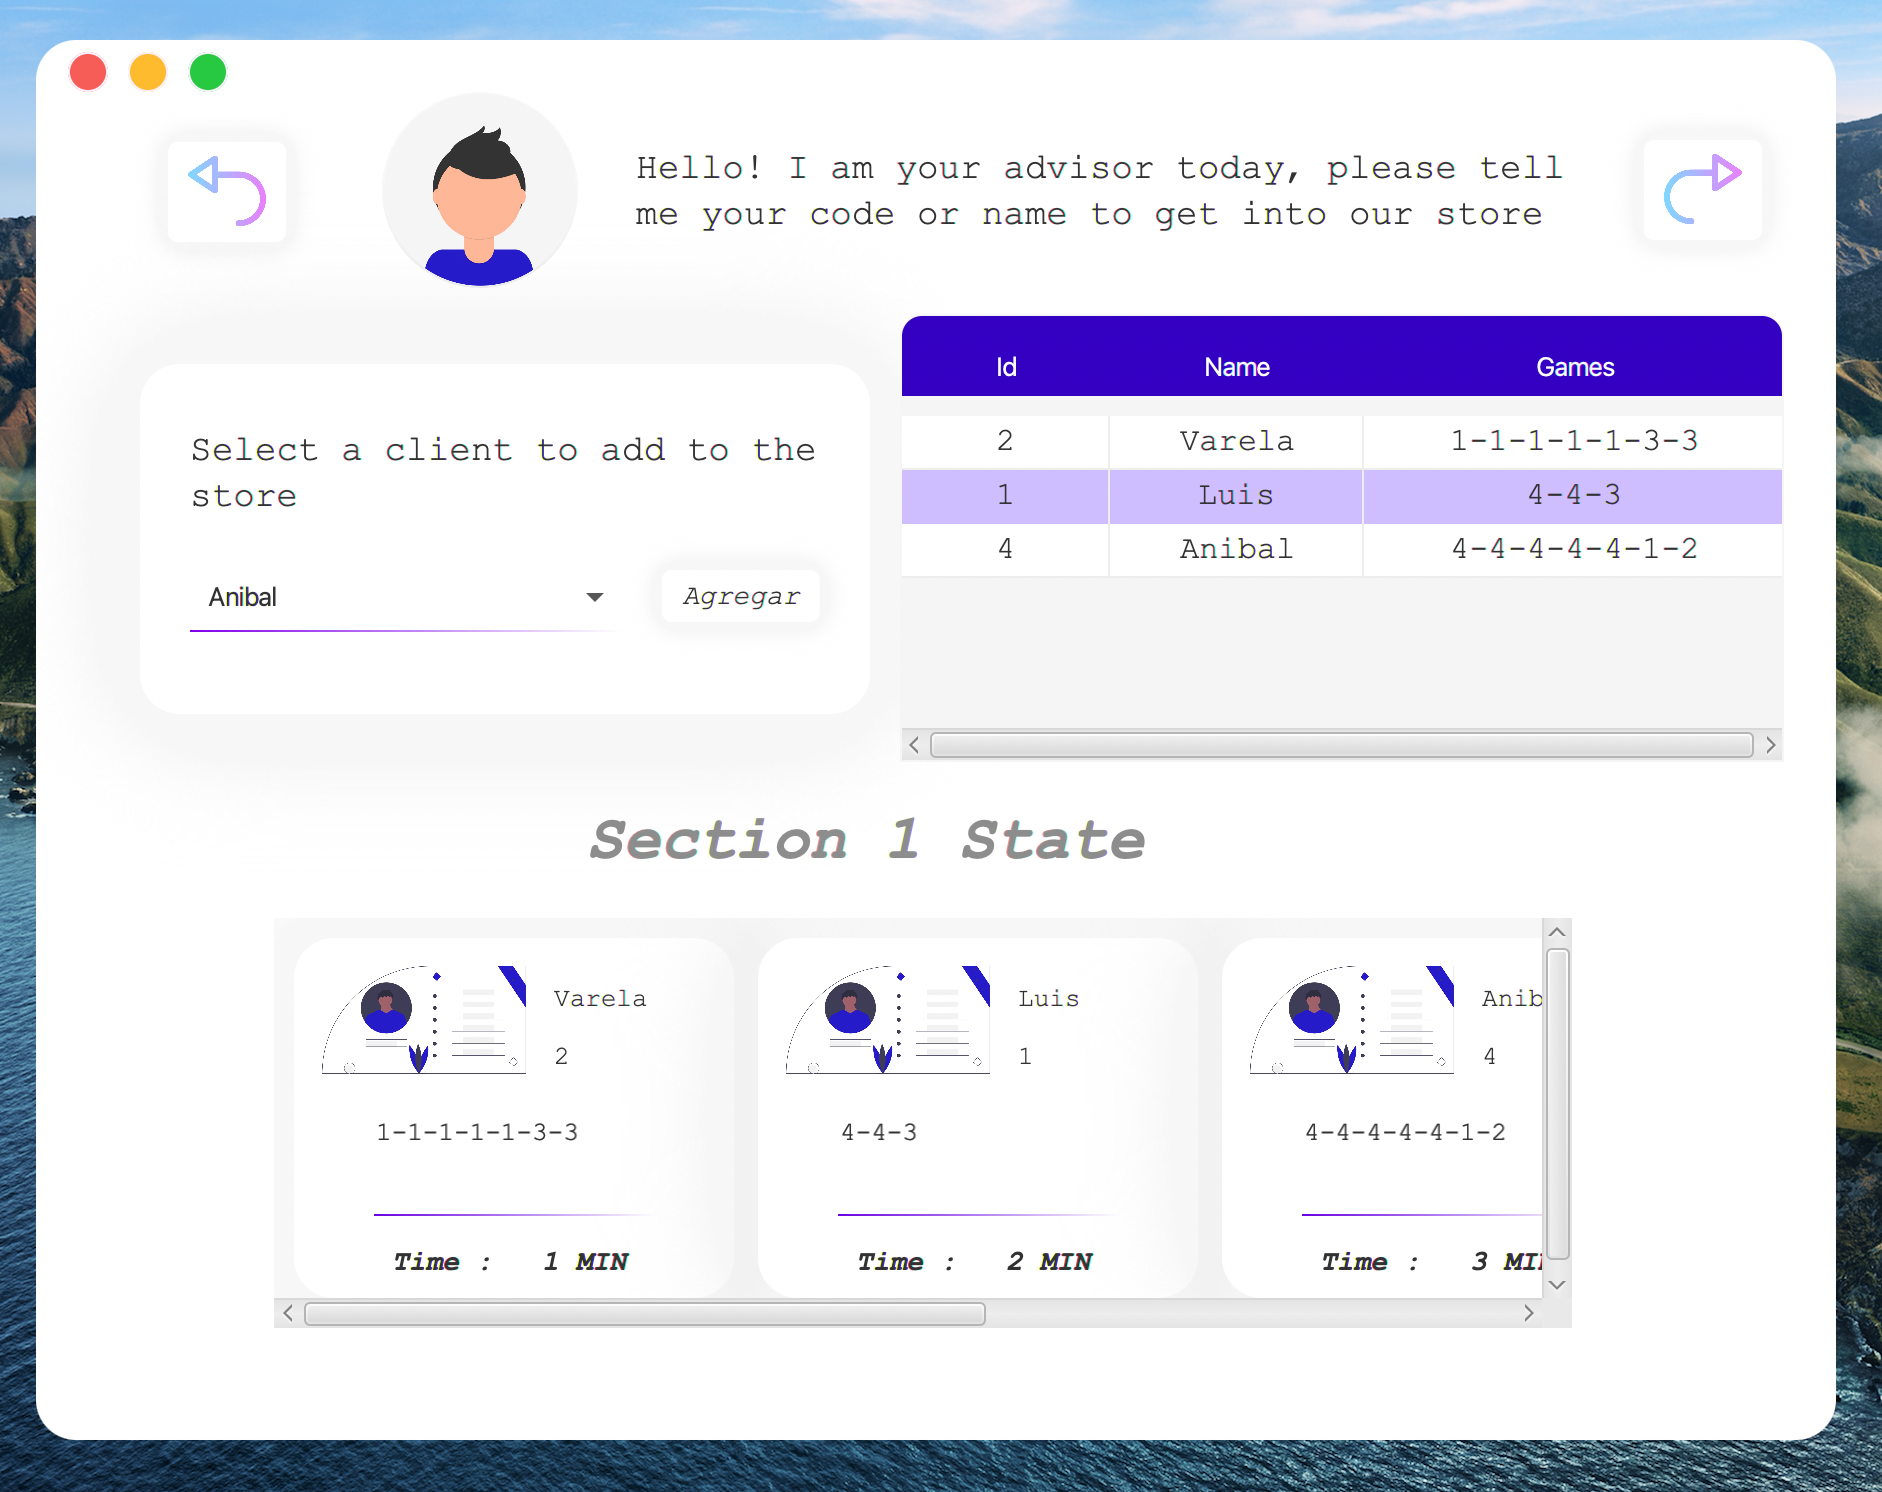 Hello! I am your advisor today, please tell
me your code or name to get into our store
Select a client to add to the
store
Anibal
Agregar
Id Name Games
2 Varela 1-1-1-1-1-3-3
1 Luis 4-4-3
4 Anibal 4-4-4-4-4-1-2
Section 1 State
Varela
2
1-1-1-1-1-3-3
Time : 1 MIN
Luis
1
4-4-3
Time : 2 MIN
Anib
4
4-4-4-4-4-1-2
Time : 3 MI